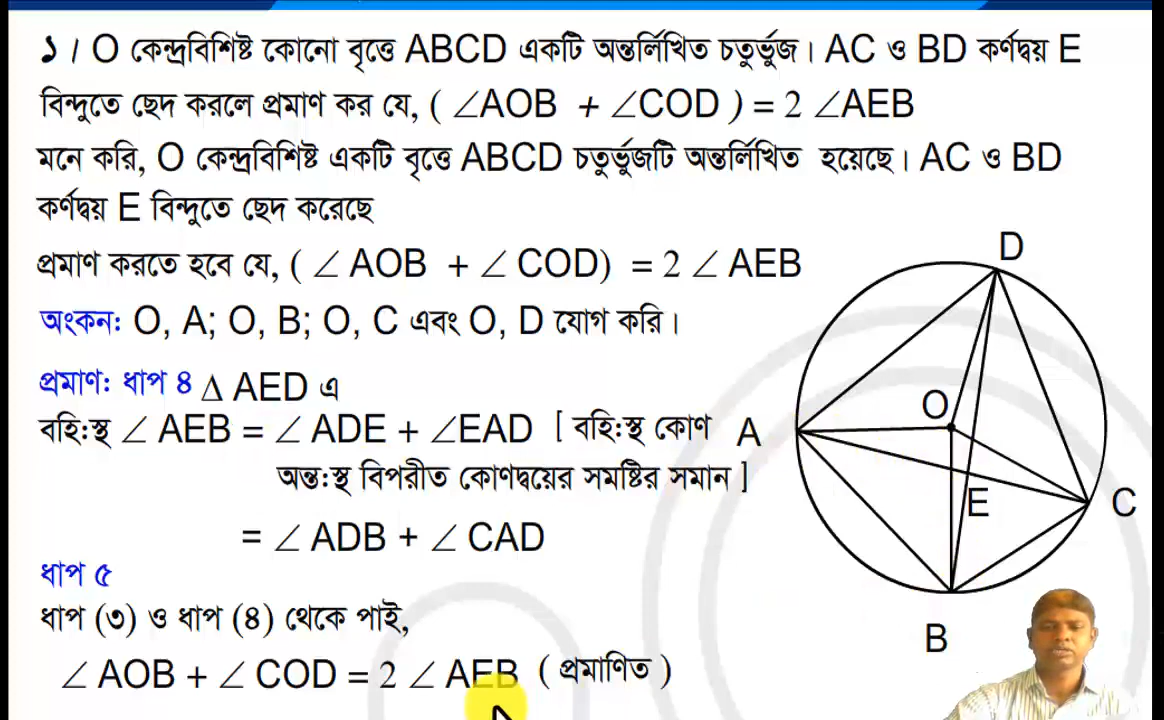 ১। O কেন্দ্রবিশিষ্ট কোনো বৃত্তে ABCD একটি অন্তর্লিখিত চতুর্ভুজ। AC ও BD কর্ণদ্বয় E
বিন্দুতে ছেদ করলে প্রমাণ কর যে, ( ∠AOB + ∠COD ) = 2 ∠AEB
মনে করি, O কেন্দ্রবিশিষ্ট একটি বৃত্তে ABCD চতুর্ভুজটি অন্তর্লিখিত হয়েছে। AC ও BD
কর্ণদ্বয় E বিন্দুতে ছেদ করেছে
প্রমাণ করতে হবে যে, ( ∠ AOB + ∠ COD) = 2 ∠ AEB
অংকন: O, A; O, B; O, C এবং O, D যোগ করি।
প্রমাণ: ধাপ ৪ Δ AED এ
বহি:স্থ ∠ AEB = ∠ ADE + ∠EAD [ বহি:স্থ কোণ
অন্ত:স্থ বিপরীত কোণদ্বয়ের সমষ্টির সমান ]
= ∠ ADB + ∠ CAD
ধাপ ৫
ধাপ (৩) ও ধাপ (৪) থেকে পাই,
∠ AOB + ∠ COD = 2 ∠ AEB ( প্রমাণিত )
D
O
A
E
C
B